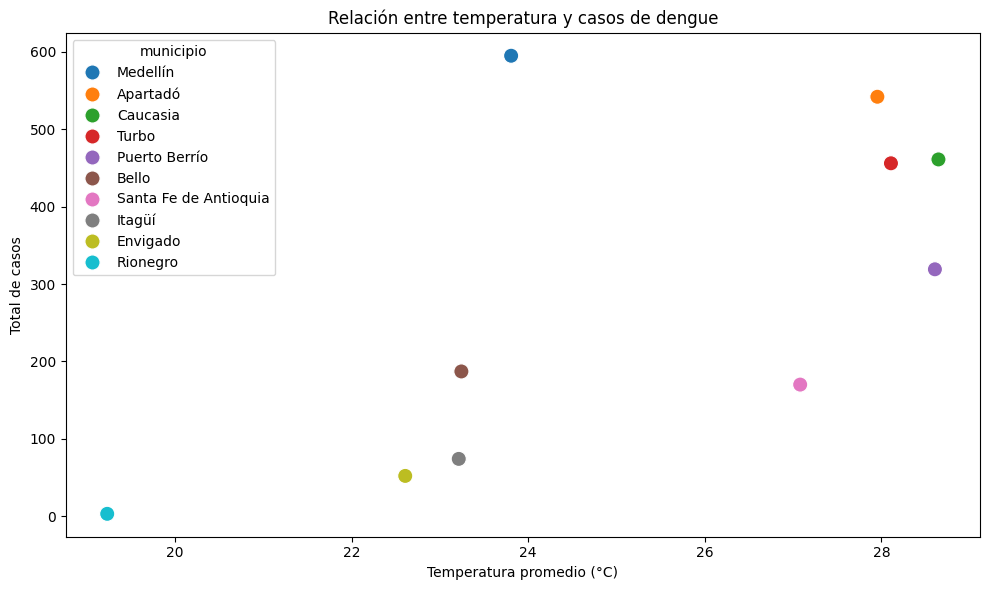 Relación entre temperatura y casos de dengue
municipio
Medellín
Apartadó
Caucasia
Turbo
Puerto Berrío
Bello
Santa Fe de Antioquia
Itagüí
Envigado
Rionegro
Total de casos
600
500
400
300
200
100
0
20
22
24
26
28
Temperatura promedio (°C)